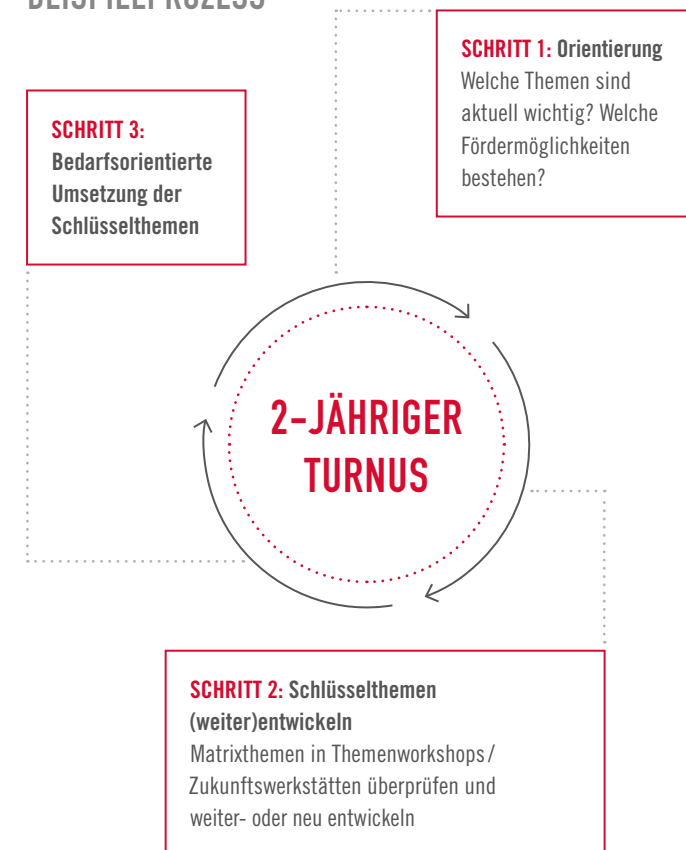 BEISPIELPROZESS
SCHRITT 1: Orientierung
Welche Themen sind
aktuell wichtig? Welche
Fördermöglichkeiten
bestehen?
SCHRITT 3:
Bedarfsorientierte
Umsetzung der
Schlüsselthemen
2-JÄHRIGER
TURNUS
SCHRITT 2: Schlüsselthemen
(weiter)entwickeln
Matrixthemen in Themenworkshops/
Zukunftswerkstätten überprüfen und
weiter- oder neu entwickeln